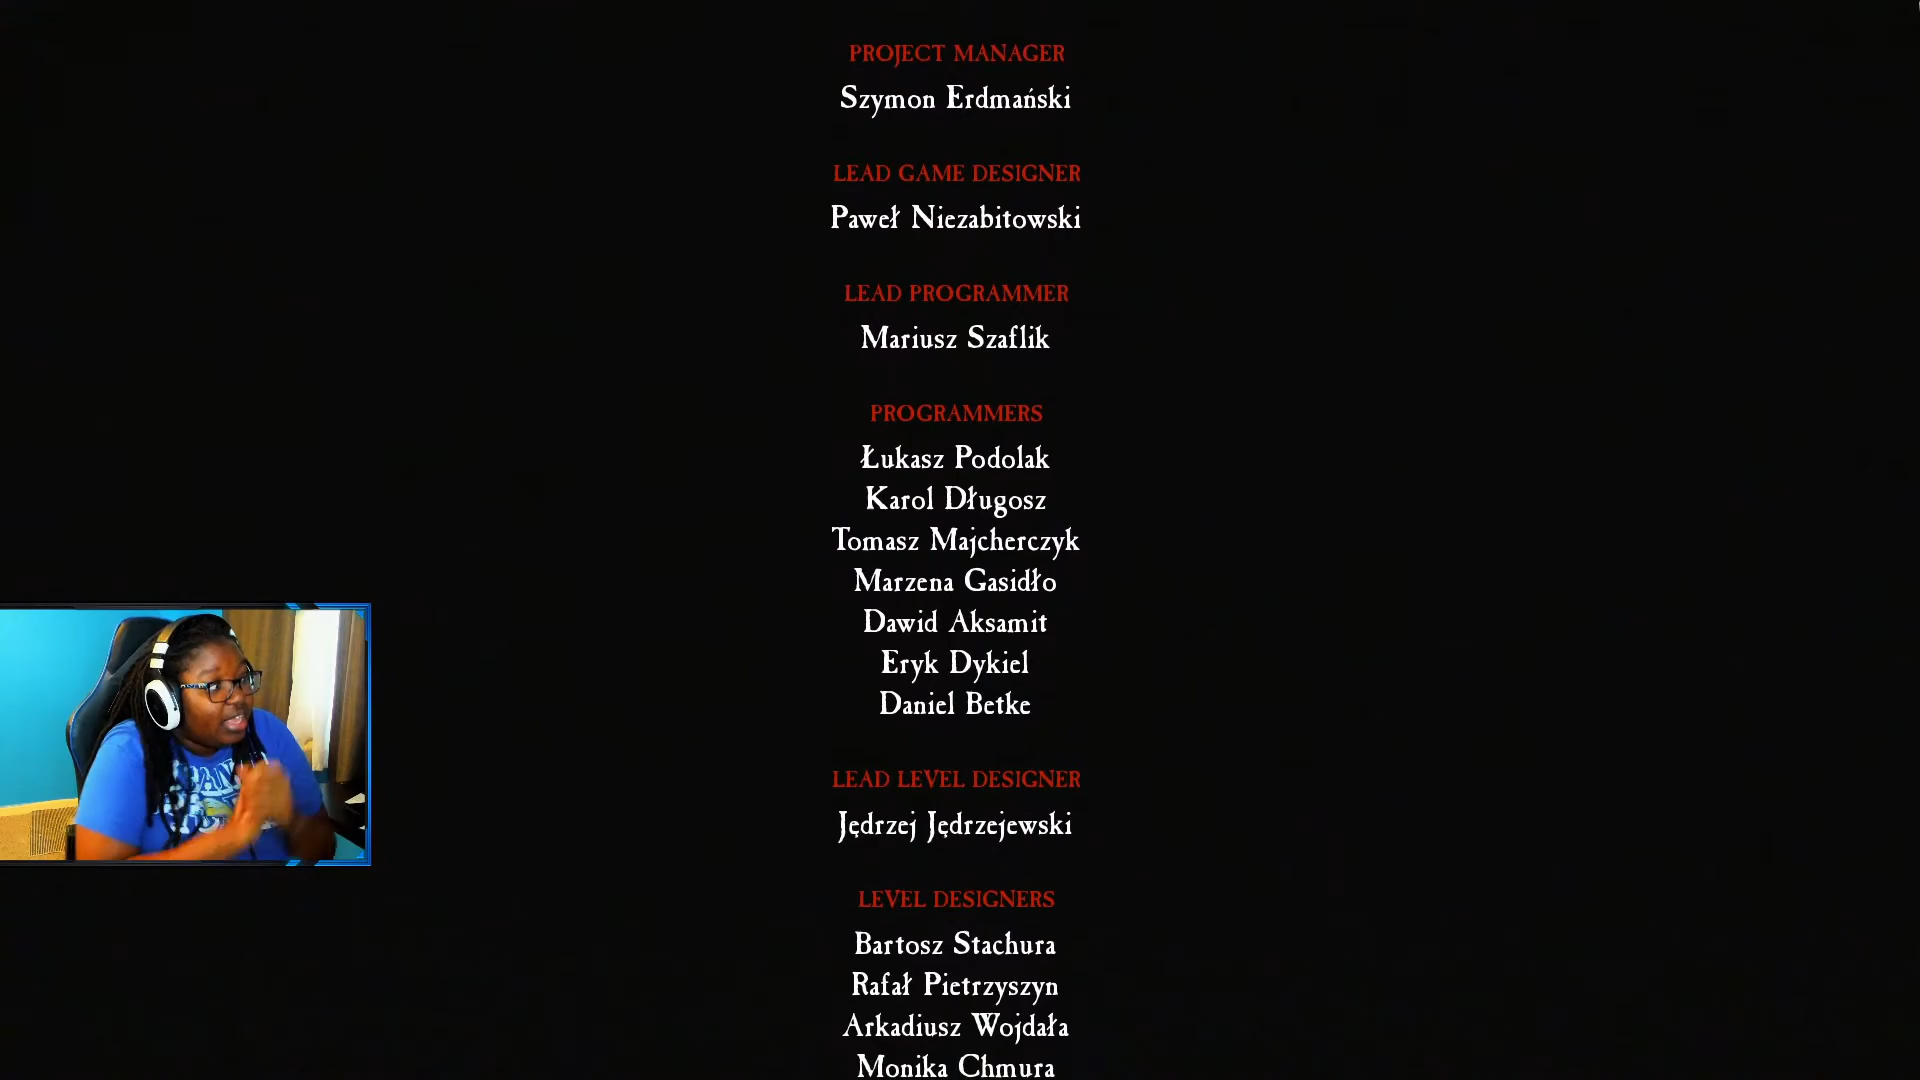 PROJECT MANAGER
Szymon Erdmański
LEAD GAME DESIGNER
Paweł Niezabitowski
LEAD PROGRAMMER
Mariusz Szaflik
PROGRAMMERS
Łukasz Podolak
Karol Długosz
Tomasz Majcherczyk
Marzena Gasidło
Dawid Aksamit
Eryk Dykiel
Daniel Betke
LEAD LEVEL DESIGNER
Jędrzej Jędrzejewski
LEVEL DESIGNERS
Bartosz Stachura
Rafał Pietrzyszyn
Arkadiusz Wojdała
Monika Chmura